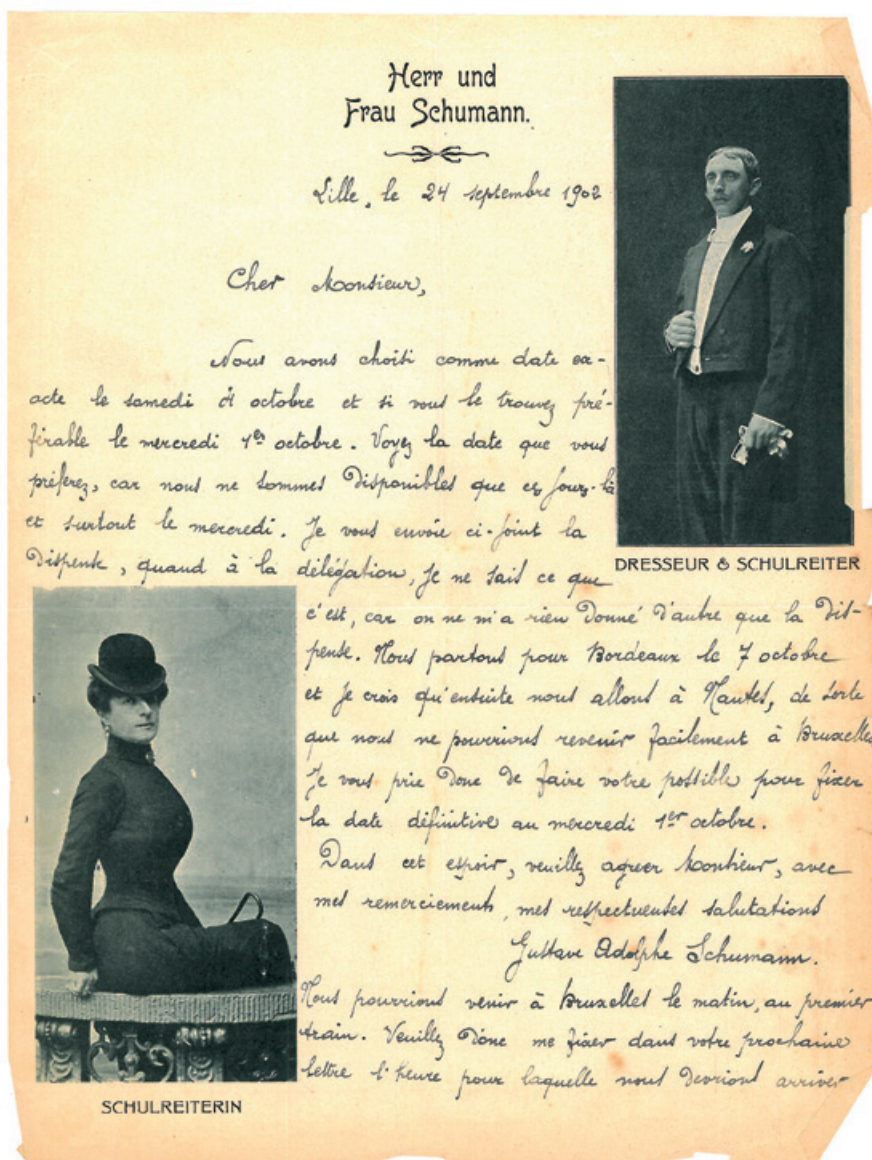 Herr und
Frau Schumann.
Lille, le 24 septembre 1902
Cher Monsieur,
Nous avons choisi comme date ex-
acte le samedi 4 octobre et si vous le trouvez pré-
férable le mercredi 1er octobre. Voyez la date que vous
préferez, car nous ne sommes disponibles que ces jours-là
et surtout le mercredi. Je vous envoie ci-joint la
dispense, quand à la délégation, je ne sais ce que
DRESSEUR & SCHULREITER
c'est, car on ne m'a rien donné d'autre que la dis-
pense. Nous partons pour Bordeaux le 7 octobre
et je crois qu'ensuite nous allons à Nantes, de sorte
que nous ne pourrions revenir facilement à Bruxelles
Je vous prie donc de faire votre possible pour fixer
la date définitive au mercredi 1er octobre.
Dans cet espoir, veuillez agreer Monsieur, avec
mes remerciements, mes respectueuses salutations
Gustave Adolphe Schumann.
Nous pourrions venir à Bruxelles le matin, au premier
train. Veuillez donc me fixer dans votre prochaine
lettre l'heure pour laquelle nous devrions arriver
SCHULREITERIN